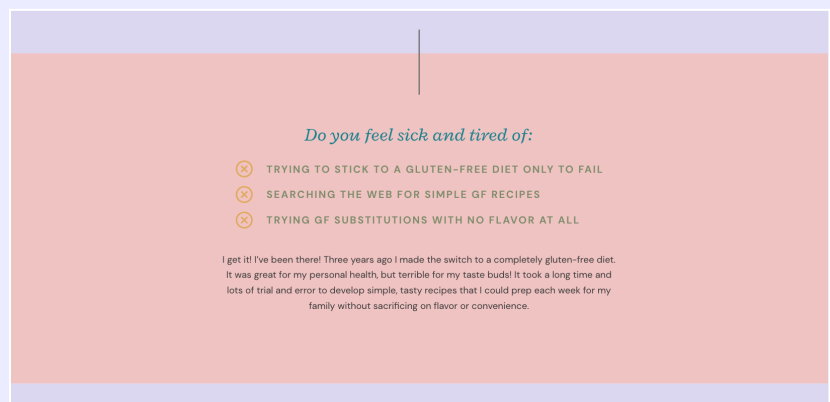 Do you feel sick and tired of:
TRYING TO STICK TO A GLUTEN-FREE DIET ONLY TO FAIL
SEARCHING THE WEB FOR SIMPLE GF RECIPES
TRYING GF SUBSTITUTIONS WITH NO FLAVOR AT ALL
I get it! I've been there! Three years ago I made the switch to a completely gluten-free diet.
It was great for my personal health, but terrible for my taste buds! It took a long time and
lots of trial and error to develop simple, tasty recipes that I could prep each week for my
family without sacrificing on flavor or convenience.